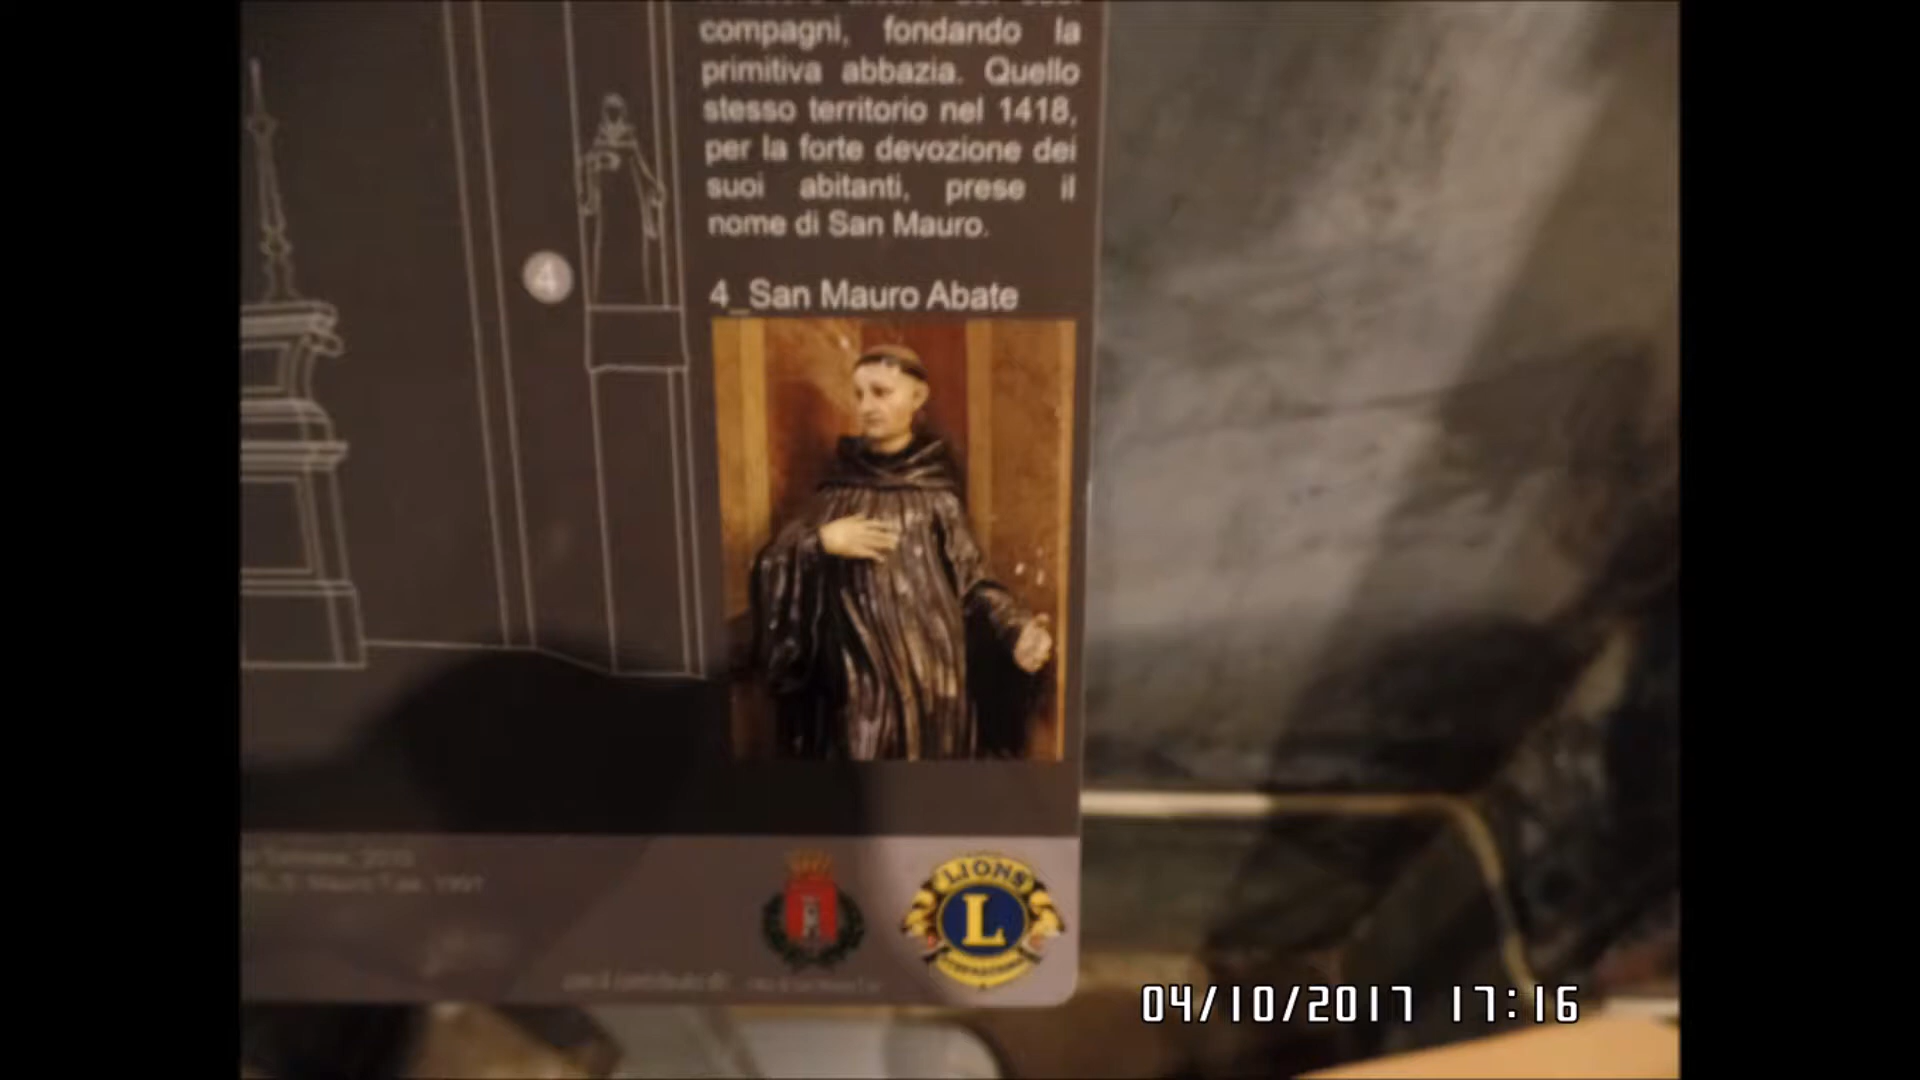 compagni, fondando la
primitiva abbazia. Quello
stesso territorio nel 1418,
per la forte devozione dei
suoi abitanti, prese il
nome di San Mauro.
4
4_San Mauro Abate
LIONS
L
04/10/2017 17:16